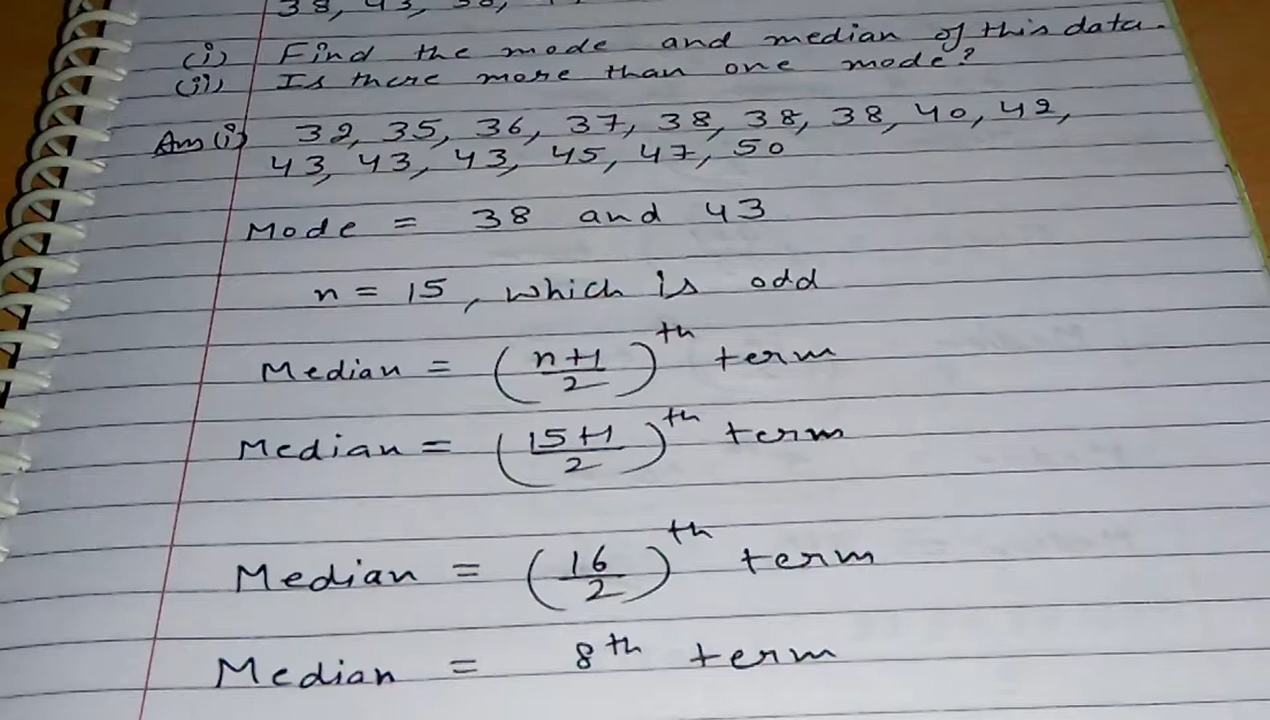 38, 43,
(i) Find the mode and median of this data.
(ii) Is there more than one mode?
Ans (i) 32, 35, 36, 37, 38, 38, 38, 40, 42,
43, 43, 43, 45, 47, 50
Mode = 38 and 43
n = 15, which is odd
Median = (n+1/2)th term
Median = (15+1/2)th term
Median = (16/2)th term
Median = 8th term